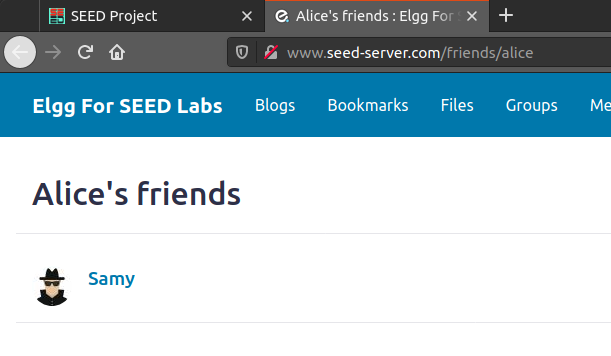 SEED Project
Alice's friends : Elgg For S
www.seed-server.com/friends/alice
Elgg For SEED Labs Blogs Bookmarks Files Groups Me
Alice's friends
Samy